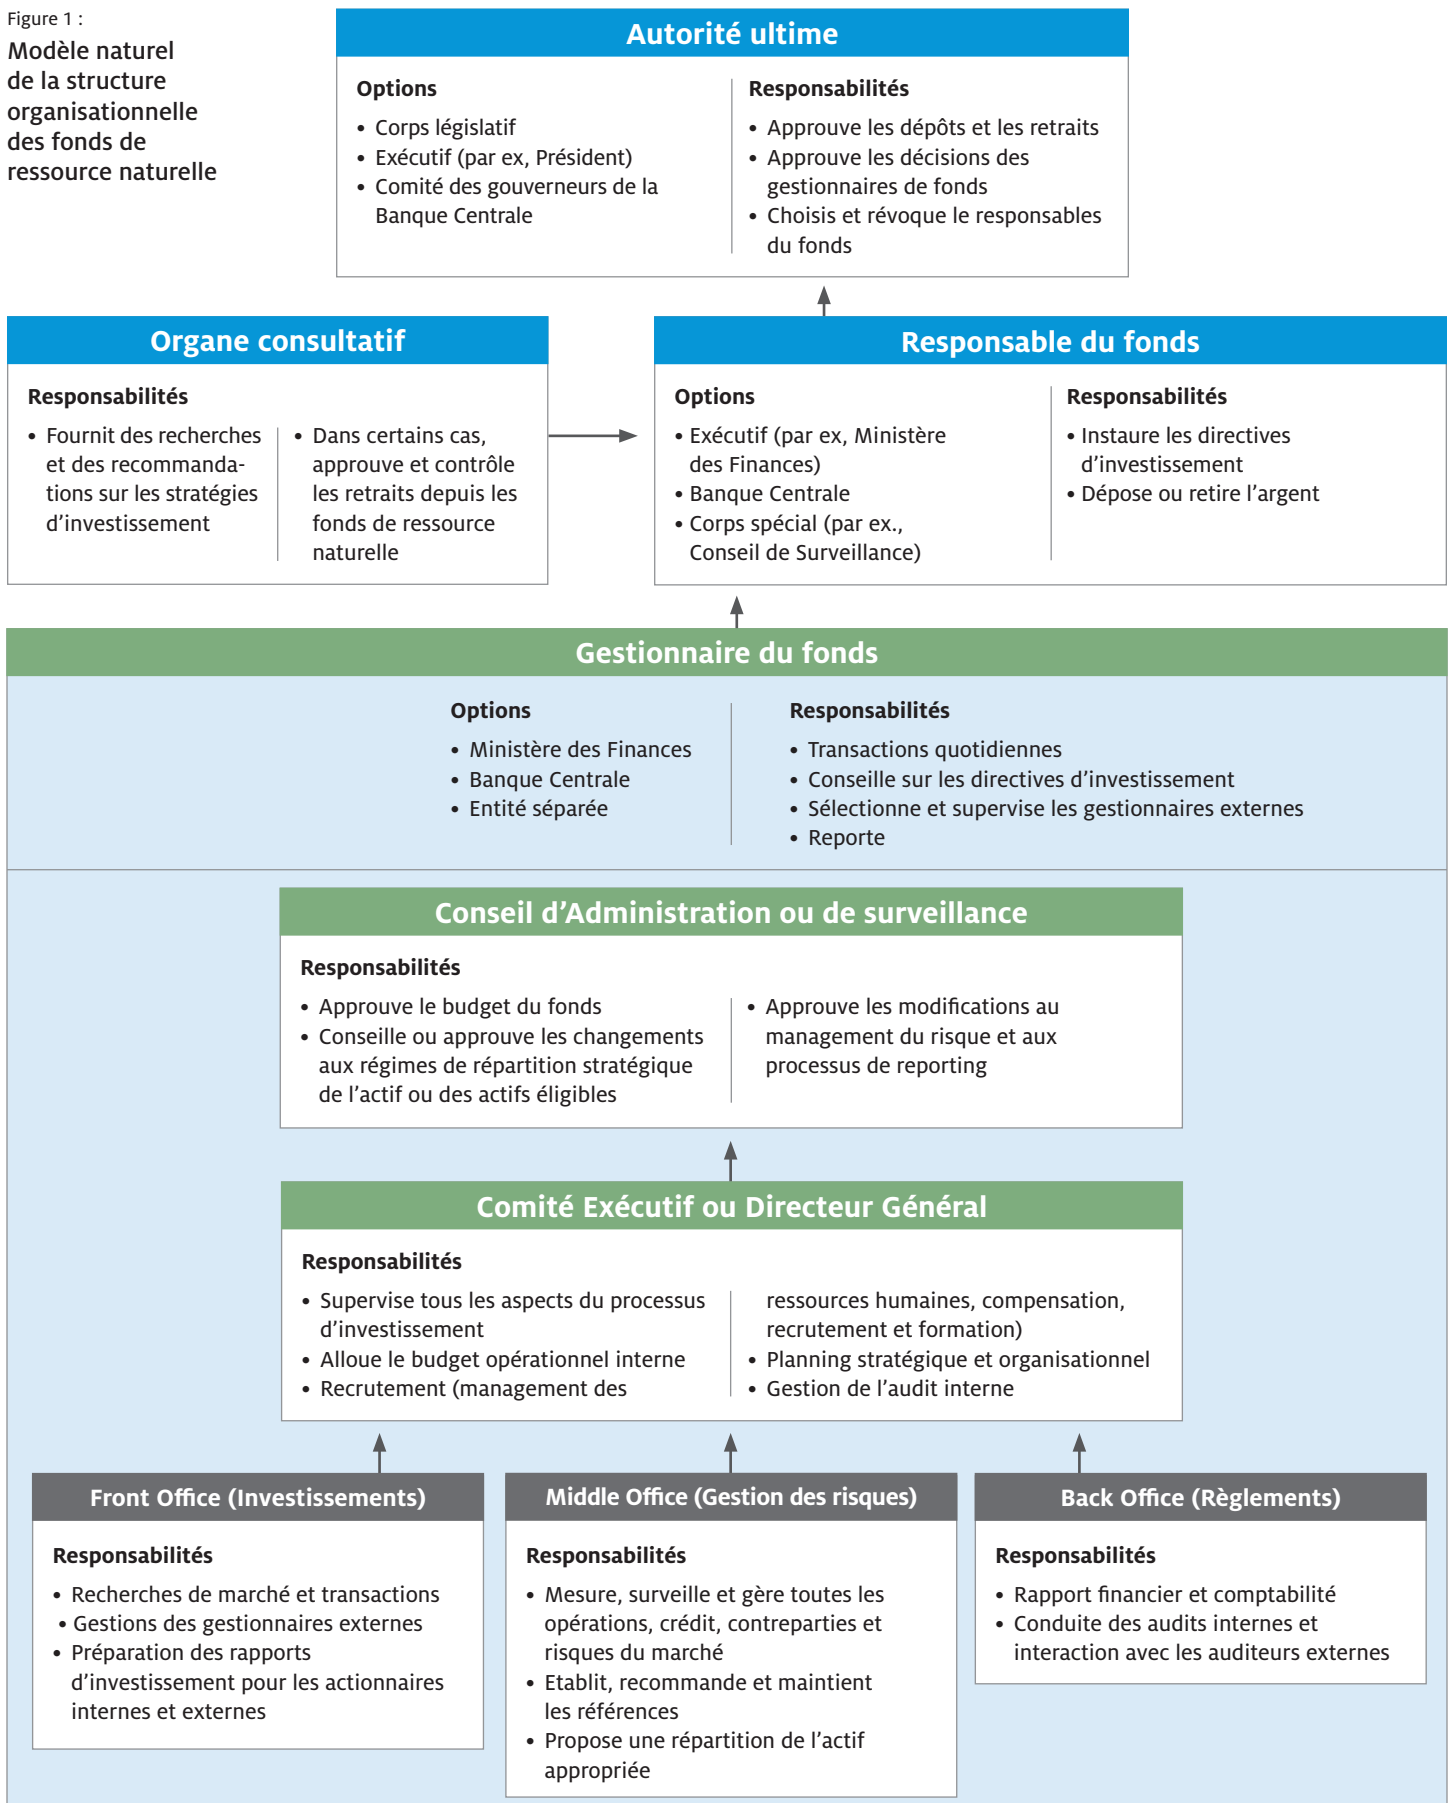 Figure 1 :
Modèle naturel
de la structure
organisationnelle
des fonds de
ressource naturelle
Autorité ultime
Options
• Corps législatif
• Exécutif (par ex, Président)
• Comité des gouverneurs de la
Banque Centrale
Responsabilités
• Approuve les dépôts et les retraits
• Approuve les décisions des
gestionnaires de fonds
• Choisis et révoque le responsables
du fonds
Organe consultatif
Responsabilités
• Fournit des recherches
et des recommanda-
tions sur les stratégies
d’investissement
• Dans certains cas,
approuve et contrôle
les retraits depuis les
fonds de ressource
naturelle
Responsable du fonds
Options
• Exécutif (par ex, Ministère
des Finances)
• Banque Centrale
• Corps spécial (par ex.,
Conseil de Surveillance)
Responsabilités
• Instaure les directives
d’investissement
• Dépose ou retire l’argent
Gestionnaire du fonds
Options
• Ministère des Finances
• Banque Centrale
• Entité séparée
Responsabilités
• Transactions quotidiennes
• Conseille sur les directives d’investissement
• Sélectionne et supervise les gestionnaires externes
• Reporte
Conseil d’Administration ou de surveillance
Responsabilités
• Approuve le budget du fonds
• Conseille ou approuve les changements
aux régimes de répartition stratégique
de l’actif ou des actifs éligibles
• Approuve les modifications au
management du risque et aux
processus de reporting
Comité Exécutif ou Directeur Général
Responsabilités
• Supervise tous les aspects du processus
d’investissement
• Alloue le budget opérationnel interne
• Recrutement (management des
ressources humaines, compensation,
recrutement et formation)
• Planning stratégique et organisationnel
• Gestion de l’audit interne
Front Office (Investissements)
Responsabilités
• Recherches de marché et transactions
• Gestions des gestionnaires externes
• Préparation des rapports
d’investissement pour les actionnaires
internes et externes
Middle Office (Gestion des risques)
Responsabilités
• Mesure, surveille et gère toutes les
opérations, crédit, contreparties et
risques du marché
• Etablit, recommande et maintient
les références
• Propose une répartition de l’actif
appropriée
Back Office (Règlements)
Responsabilités
• Rapport financier et comptabilité
• Conduite des audits internes et
interaction avec les auditeurs externes